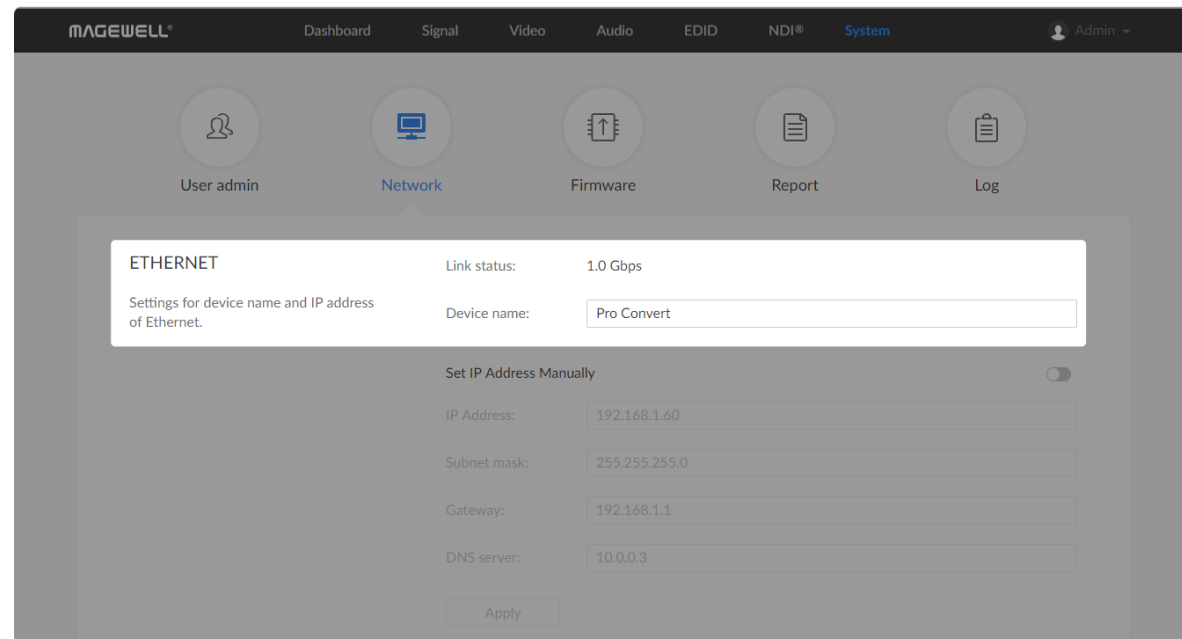 MAGEWELL® Dashboard Signal Video Audio EDID NDI® System Admin
User admin Network Firmware Report Log
ETHERNET
Settings for device name and IP address
of Ethernet.
Link status: 1.0 Gbps
Device name: Pro Convert
Set IP Address Manually
IP Address: 192.168.1.60
Subnet mask: 255.255.255.0
Gateway: 192.168.1.1
DNS server: 10.0.0.3
Apply